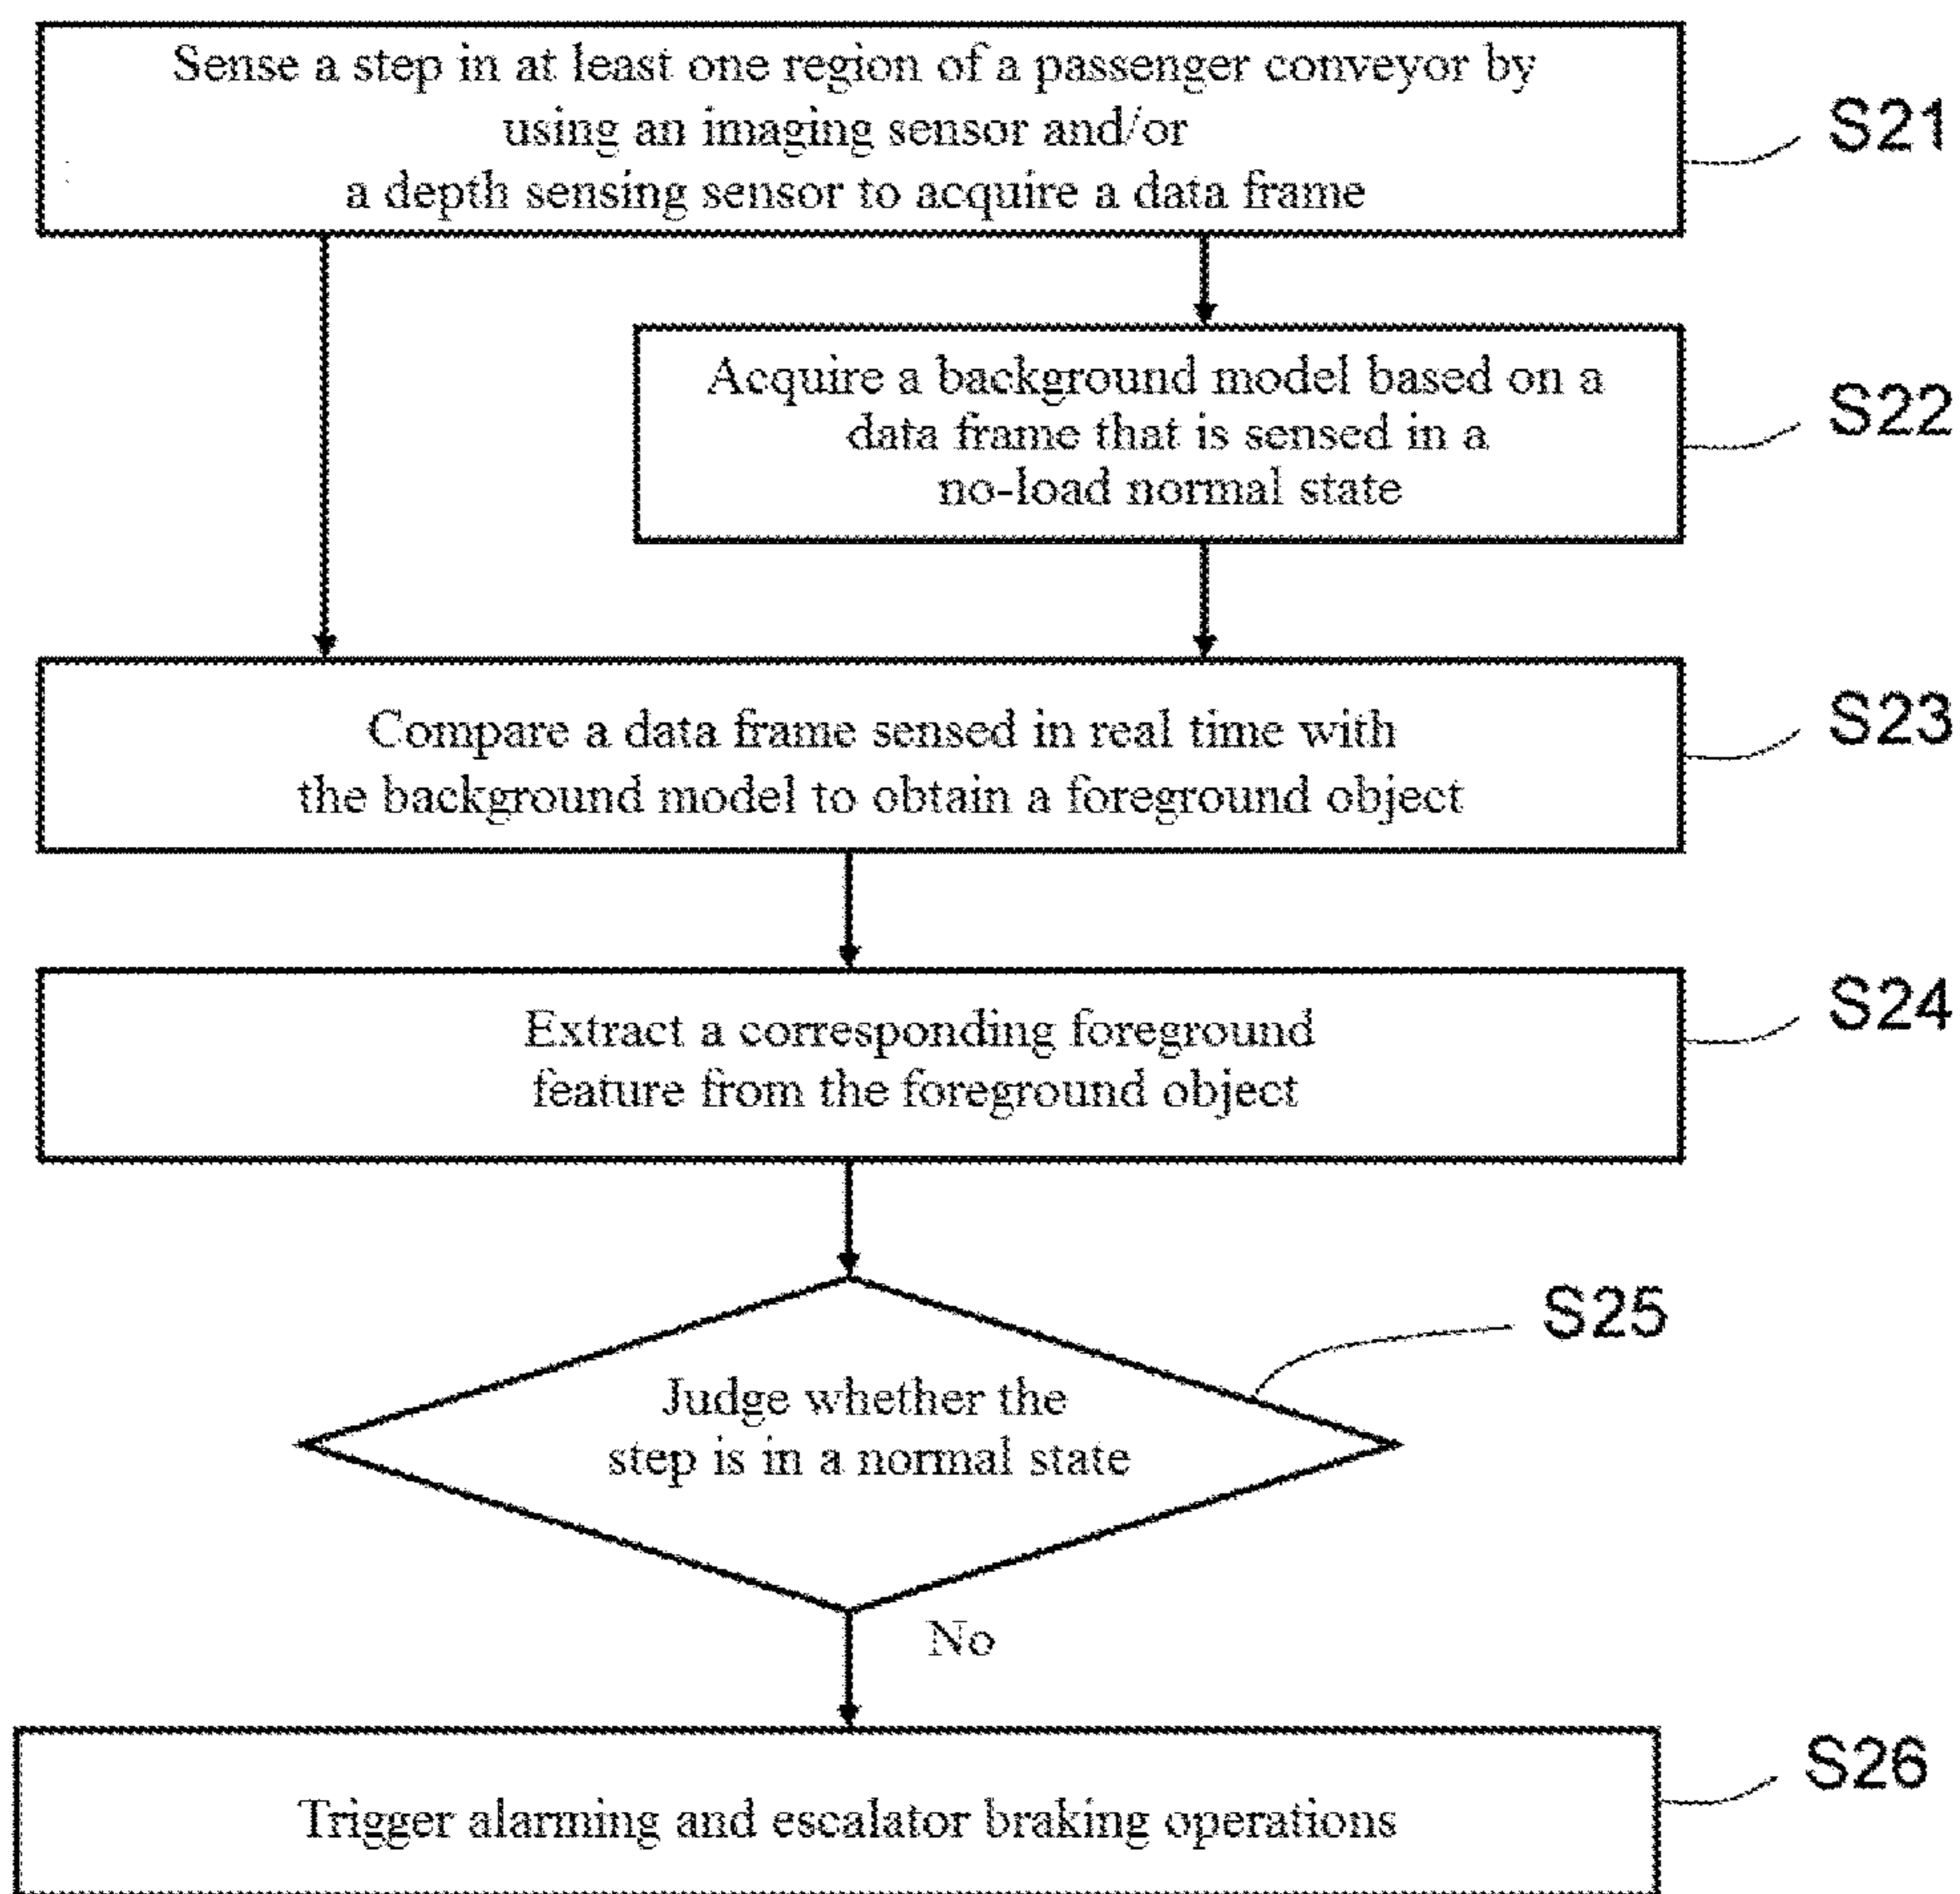 Sense a step in at least one region of a passenger conveyor by
using an imaging sensor and/or
a depth sensing sensor to acquire a data frame
S21
Acquire a background model based on a
data frame that is sensed in a
no-load normal state
S22
Compare a data frame sensed in real time with
the background model to obtain a foreground object
S23
Extract a corresponding foreground
feature from the foreground object
S24
Judge whether the
step is in a normal state
S25
No
Trigger alarming and escalator braking operations
S26